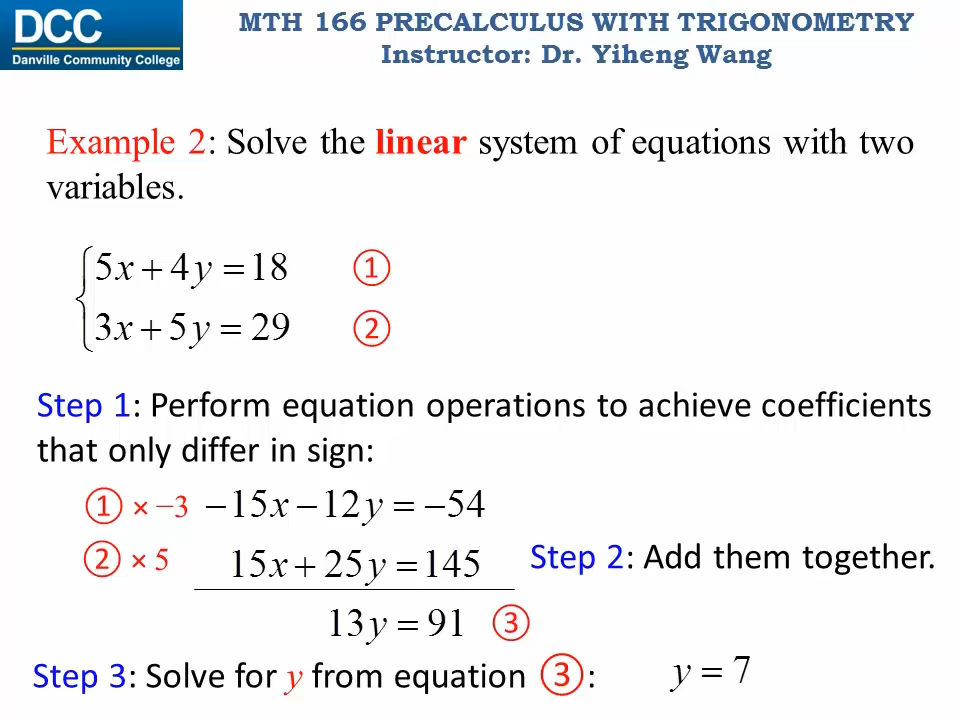 DCC
Danville Community College
MTH 166 PRECALCULUS WITH TRIGONOMETRY
Instructor: Dr. Yiheng Wang
Example 2: Solve the linear system of equations with two
variables.
5x + 4y = 18 ①
3x + 5y = 29 ②
Step 1: Perform equation operations to achieve coefficients
that only differ in sign:
① × −3 −15x − 12y = −54
② × 5 15x + 25y = 145
Step 2: Add them together.
13y = 91 ③
Step 3: Solve for y from equation ③: y = 7